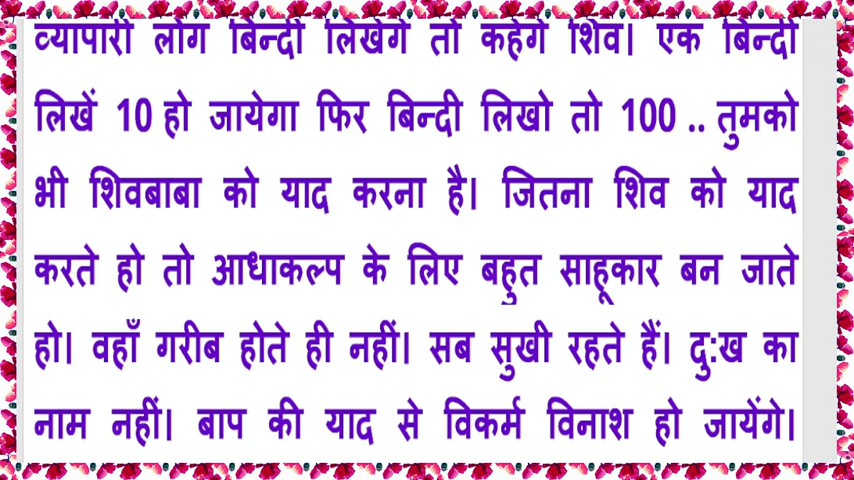 व्यापारी लोग बिन्दी लिखेंगे तो कहेंगे शिव। एक बिन्दी
लिखें 10 हो जायेगा फिर बिन्दी लिखो तो 100 .. तुमको
भी शिवबाबा को याद करना है। जितना शिव को याद
करते हो तो आधाकल्प के लिए बहुत साहूकार बन जाते
हो। वहाँ गरीब होते ही नहीं। सब सुखी रहते हैं। दु:ख का
नाम नहीं। बाप की याद से विकर्म विनाश हो जायेंगे।